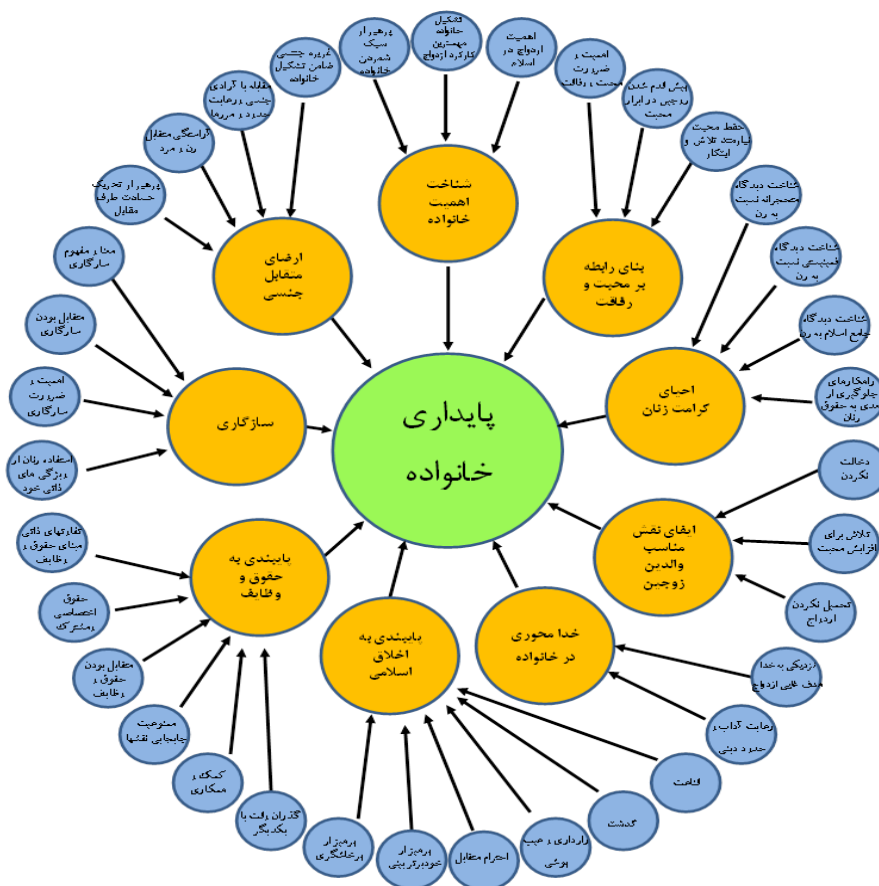 پایداری
خانواده
شناخت
اهمیت
خانواده
اهمیت
ازدواج در
اسلام
تشکیل
خانواده
مهمترین
کارکرد ازدواج
پرهیز از
سبک
شمردن
خانواده
بنای رابطه
بر محبت و
رفاقت
اهمیت و
ضرورت
محبت و رفاقت
پیش قدم شدن
زوجین در ابراز
محبت
حفظ محبت
نیازمند تلاش و
ابتکار
احیای
کرامت زنان
شناخت دیدگاه
متحجرانه نسبت
به زن
شناخت دیدگاه
فمینیستی نسبت
به زن
شناخت دیدگاه
جامع اسلام به زن
راهکارهای
جلوگیری از
تعدی به حقوق
زنان
ایفای نقش
مناسب
والدین
زوجین
دخالت
نکردن
تلاش برای
افزایش محبت
تحمیل نکردن
ازدواج
خدا محوری
در خانواده
نزدیکی به خدا
هدف غایی ازدواج
رعایت آداب و
حدود دینی
پایبندی به
اخلاق
اسلامی
قناعت
گذشت
رازداری و عیب
پوشی
احترام متقابل
پرهیز از
خودبرتربینی
پرهیز از
پرخاشگری
پایبندی به
حقوق و
وظایف
گذران وقت با
یکدیگر
کمک و
همکاری
ممنوعیت
جابجایی نقشها
متقابل بودن
حقوق و
وظایف
حقوق
اختصاصی
و مشترک
تفاوتهای ذاتی
مبنای حقوق و
وظایف
سازگاری
استفاده زنان از
ویژگی های
ذاتی خود
اهمیت و
ضرورت
سازگاری
متقابل بودن
سازگاری
معنا و مفهوم
سازگاری
ارضای
متقابل
جنسی
پرهیز از تحریک
حسادت طرف
مقابل
آراستگی متقابل
زن و مرد
مقابله با آزادی
جنسی و رعایت
حدود و مرزها
غریزه جنسی
ضامن تشکیل
خانواده